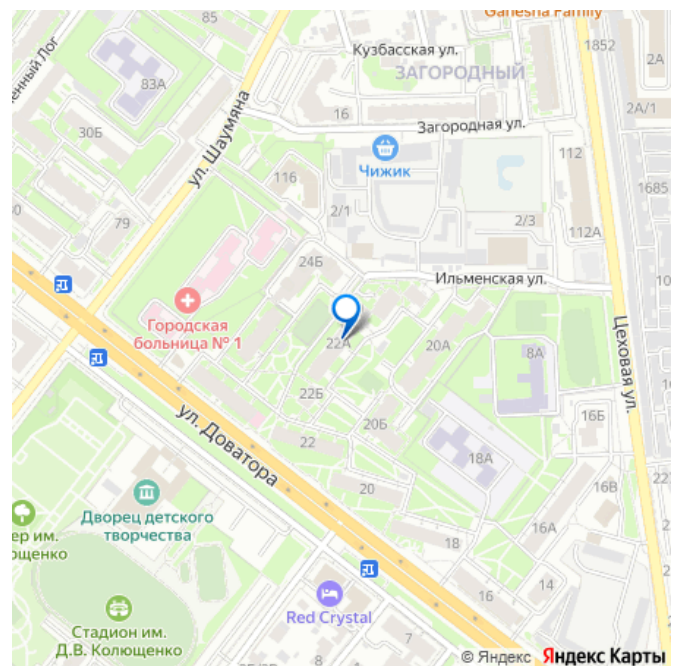 Ganesha Family
1852
85
Кузбасская ул.
ЗАГОРОДНЫЙ
2А
83А
16
2А/1
Загородная ул.
30Б
ул. Шаумяна
Чижик
112
116
1685
2/1
2/3
79
112А
24Б
Ильменская ул.
Городская
больница № 1
22А
20А
8А
Цеховая ул.
22Б
20Б
16Б
ул. Доватора
22
18А
20
16В
Дворец детского
творчества
16А
18
14
16
Red Crystal
Стадион им.
Д.В. Колющенко
7
© Яндекс Яндекс Карты